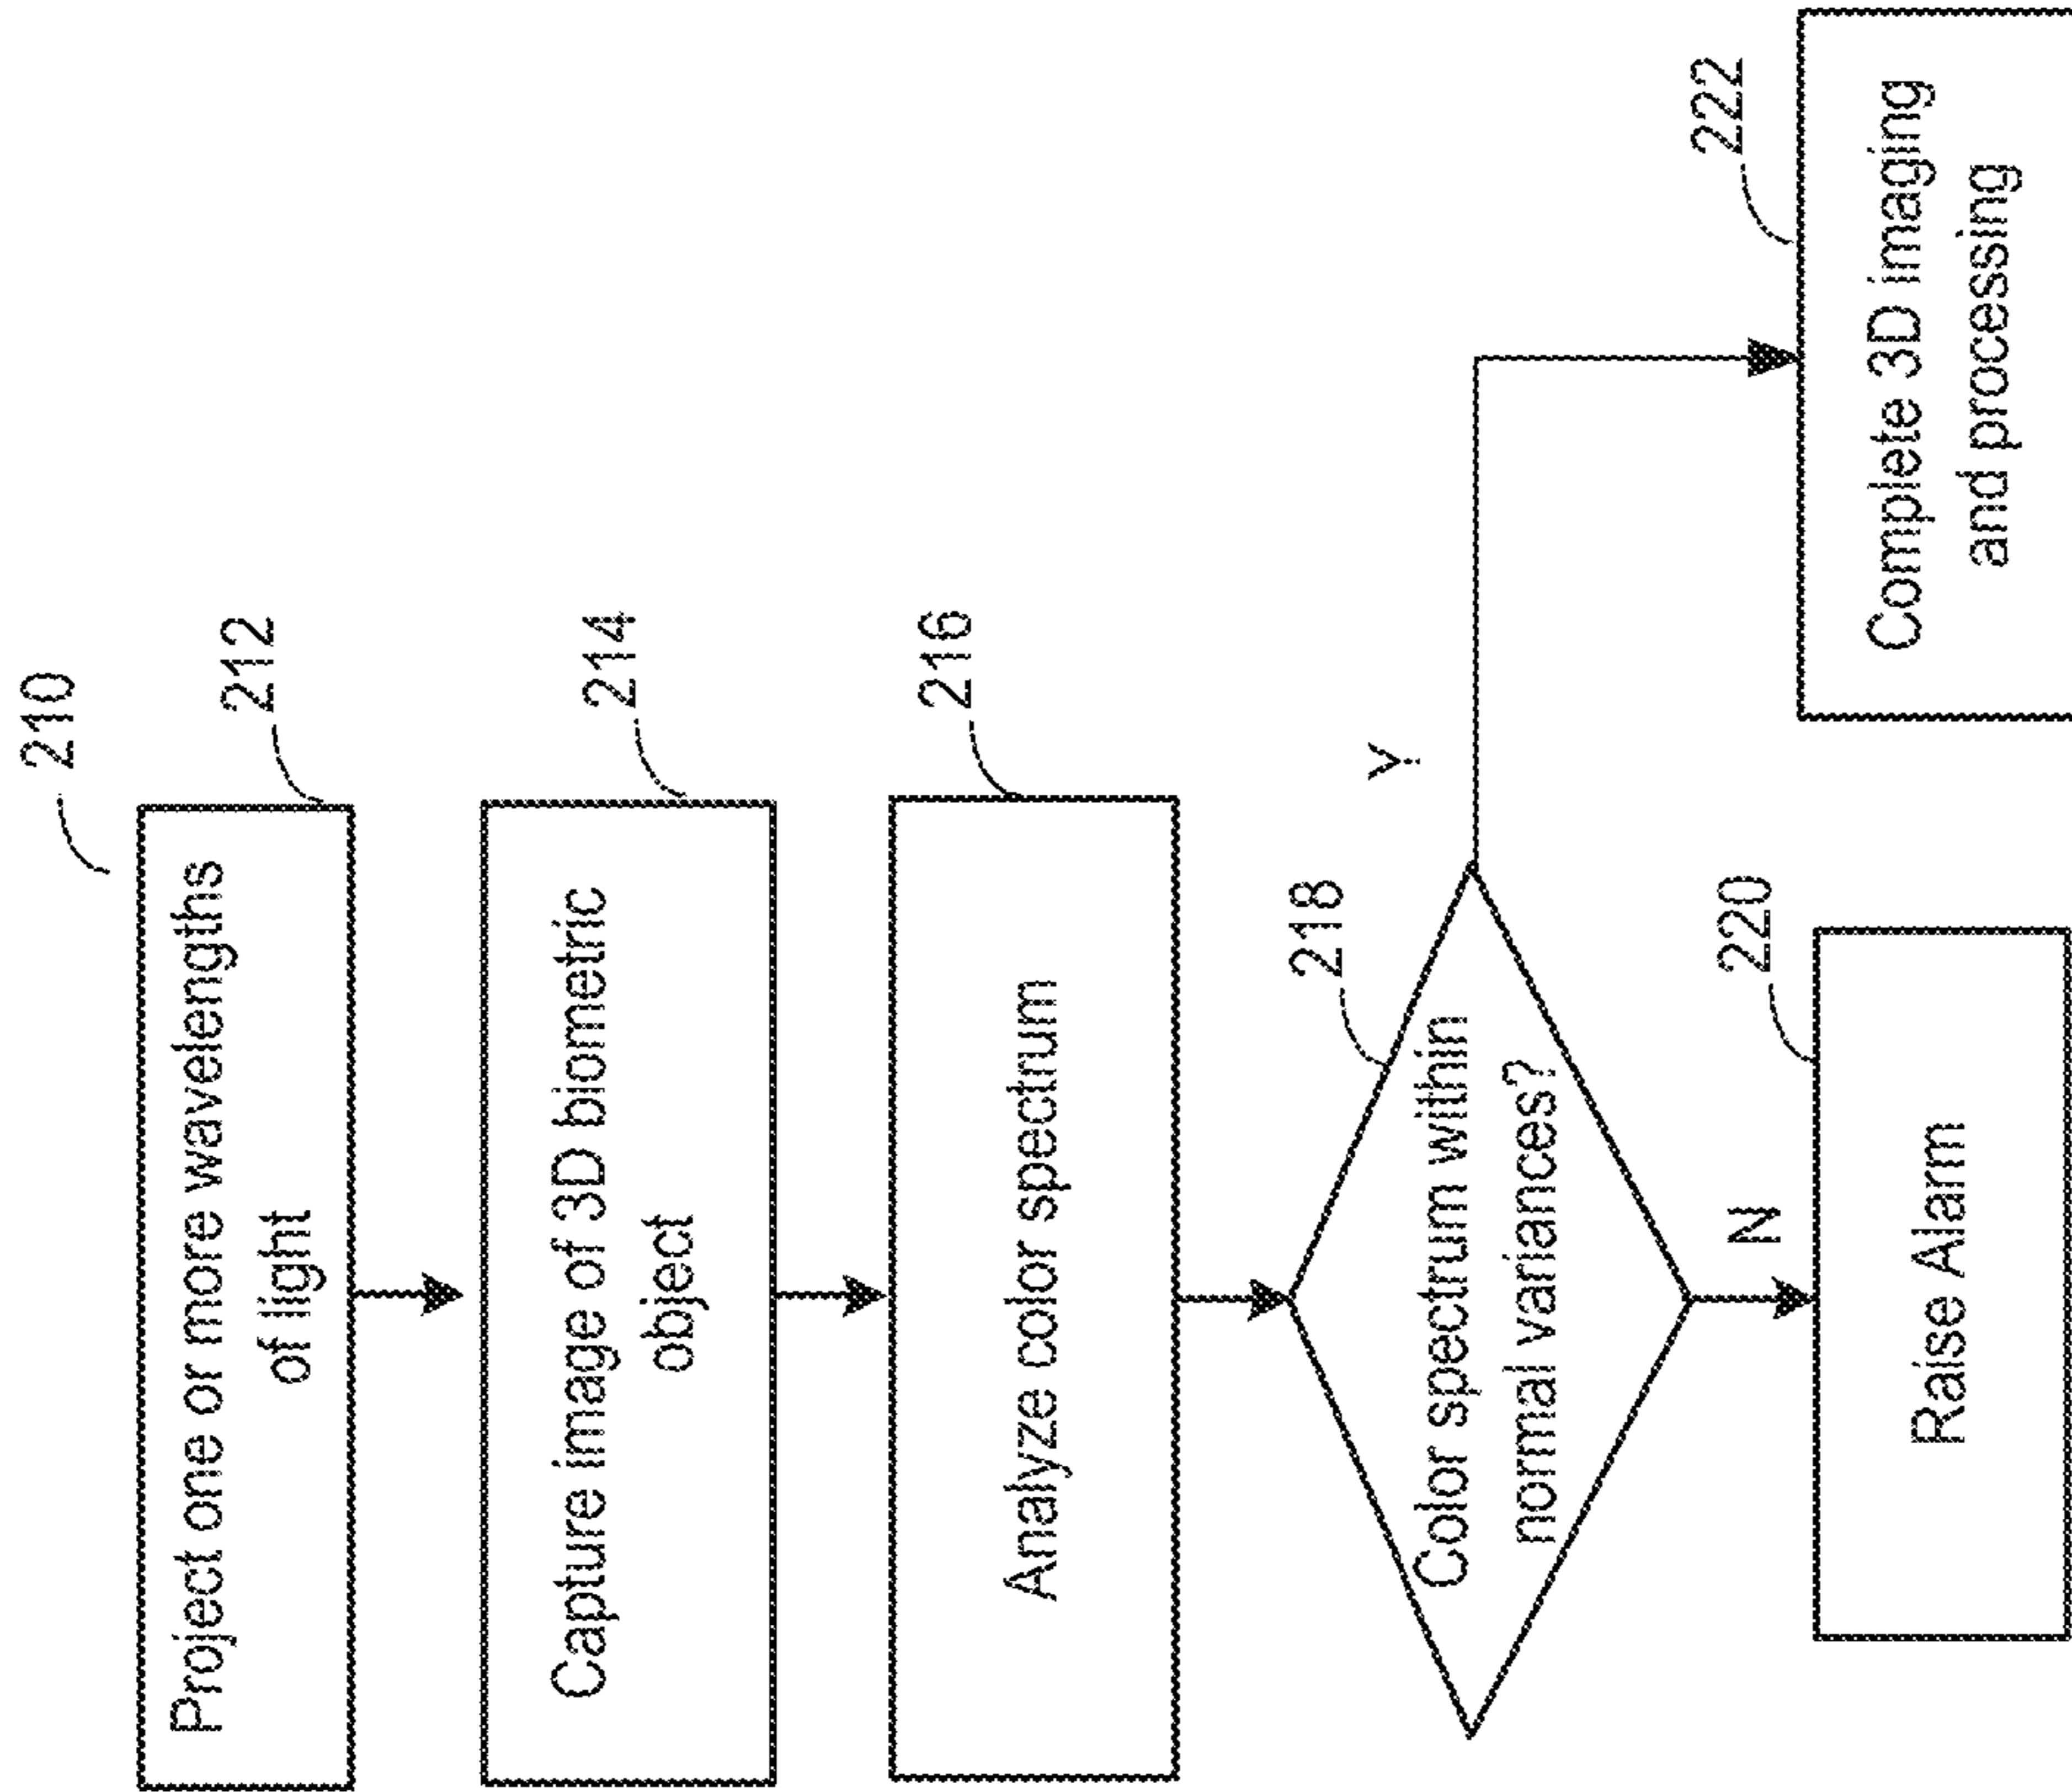 210
212
Project one or more wavelengths
of light
214
Capture image of 3D biometric
object
216
Analyze color spectrum
218
Color spectrum within
normal variances?
Y
N
220
Raise Alarm
222
Complete 3D imaging
and processing